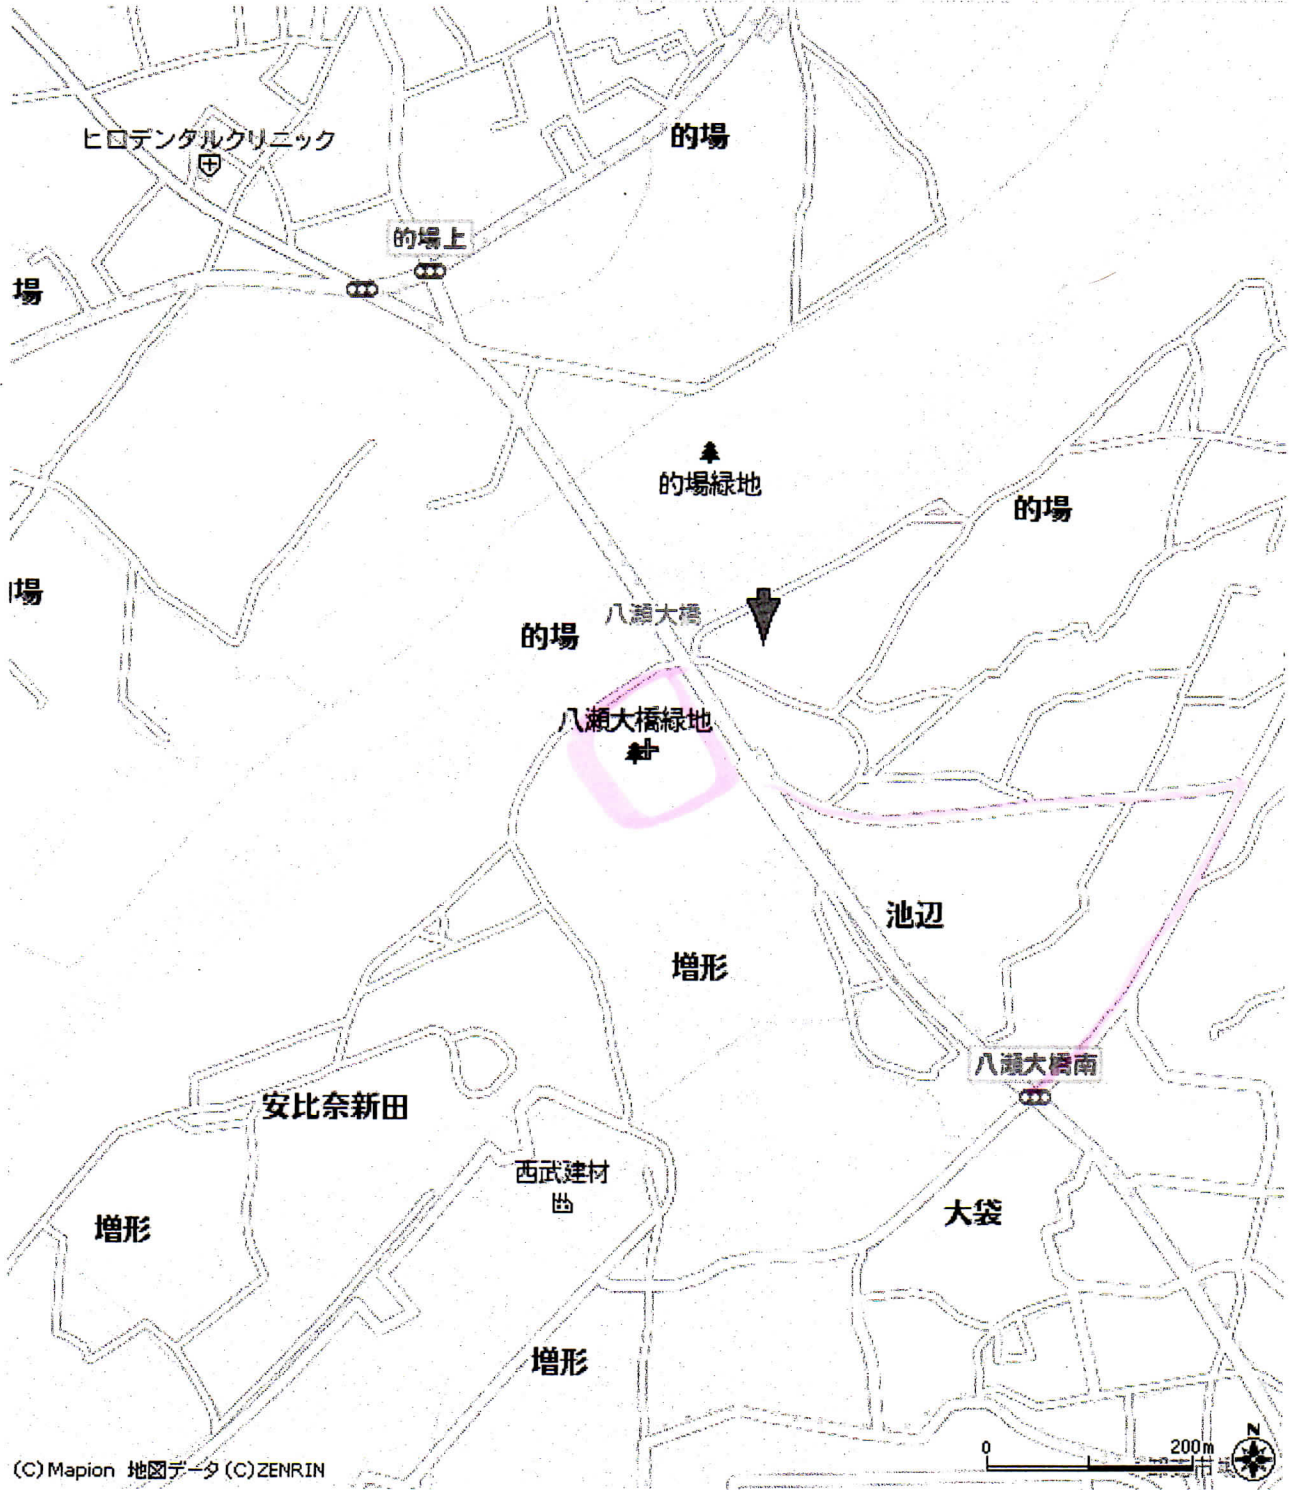 的場
ヒロデンタルクリニック
的場上
場
的場緑地
的場
場
八瀬大橋
的場
八瀬大橋緑地
池辺
増形
八瀬大橋南
安比奈新田
西武建材
大袋
増形
増形
0 200m
N
(C)Mapion 地図データ(C)ZENRIN